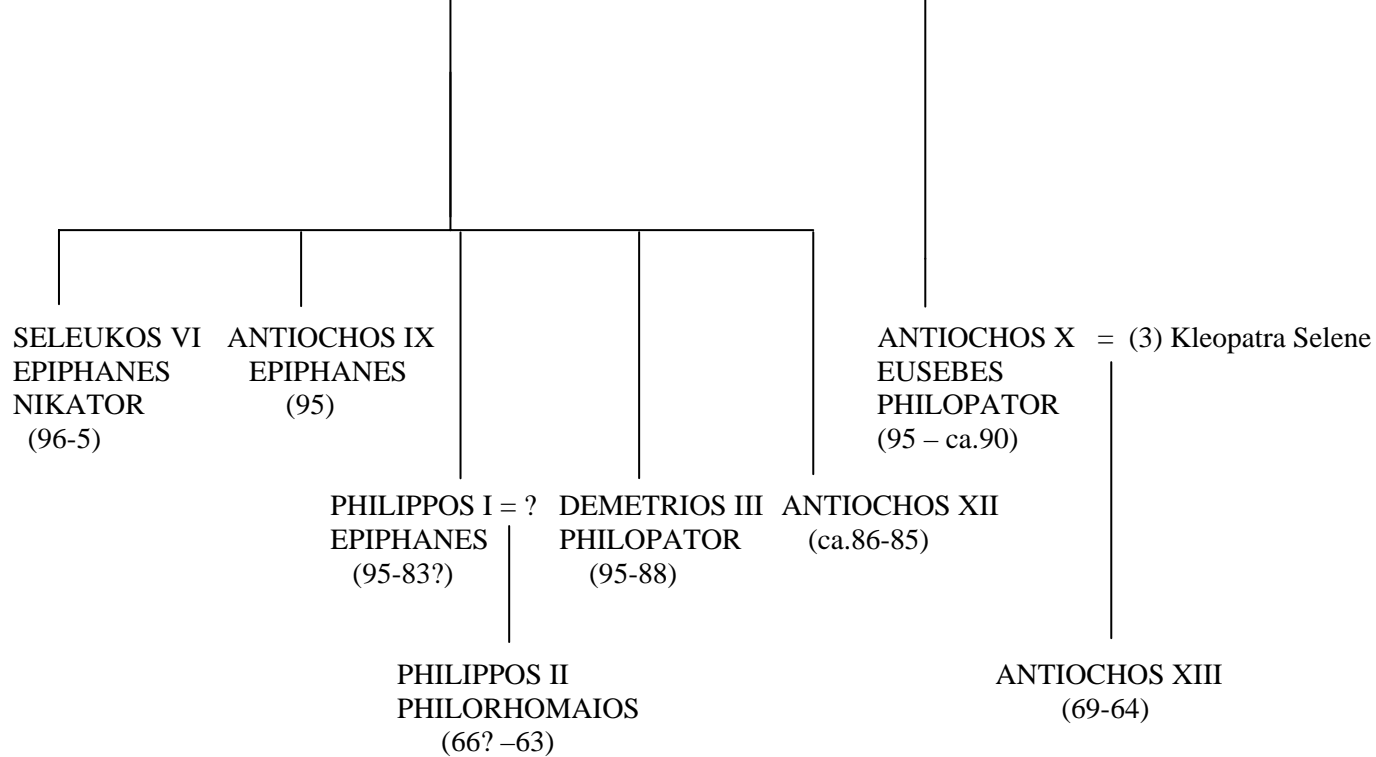 SELEUKOS VI ANTIOCHOS IX ANTIOCHOS X = (3) Kleopatra Selene
EPIPHANES EPIPHANES EUSEBES
NIKATOR (95) PHILOPATOR
(96-5) (95 – ca.90)
PHILIPPOS I = ? DEMETRIOS III ANTIOCHOS XII
EPIPHANES PHILOPATOR (ca.86-85)
(95-83?) (95-88)
PHILIPPOS II ANTIOCHOS XIII
PHILORHOMAIOS (69-64)
(66? –63)